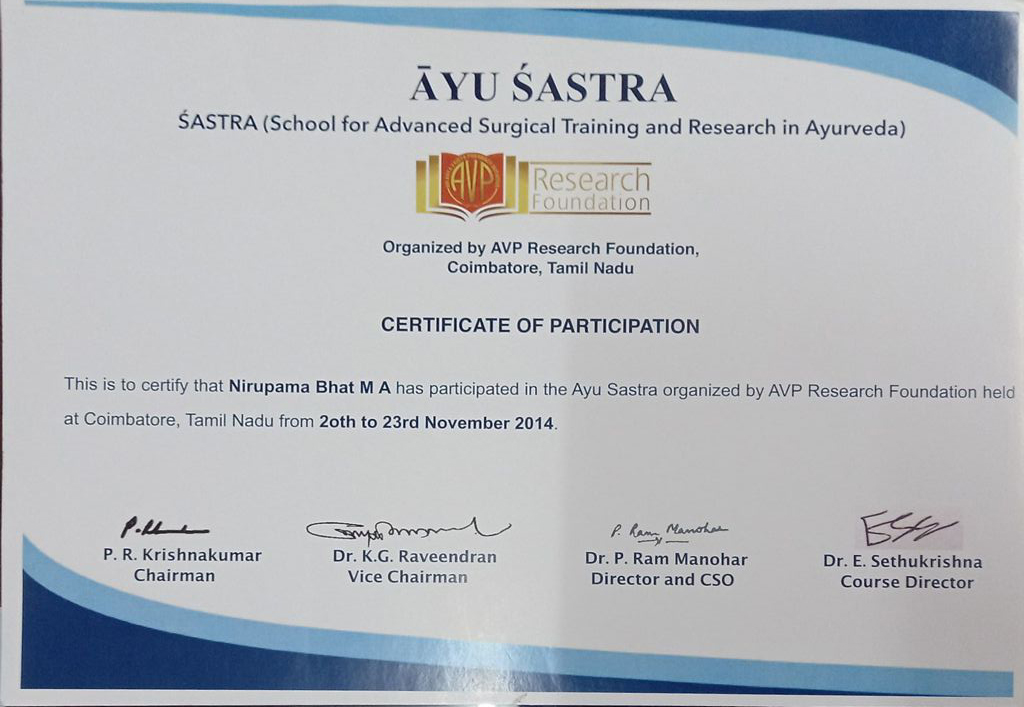 ĀYU ŚASTRA
ŚASTRA (School for Advanced Surgical Training and Research in Ayurveda)
AVP Research
Foundation
Organized by AVP Research Foundation,
Coimbatore, Tamil Nadu
CERTIFICATE OF PARTICIPATION
This is to certify that Nirupama Bhat M A has participated in the Ayu Sastra organized by AVP Research Foundation held
at Coimbatore, Tamil Nadu from 2oth to 23rd November 2014.
P. Ram Manohar
P. R. Krishnakumar Dr. K.G. Raveendran Dr. P. Ram Manohar Dr. E. Sethukrishna
Chairman Vice Chairman Director and CSO Course Director